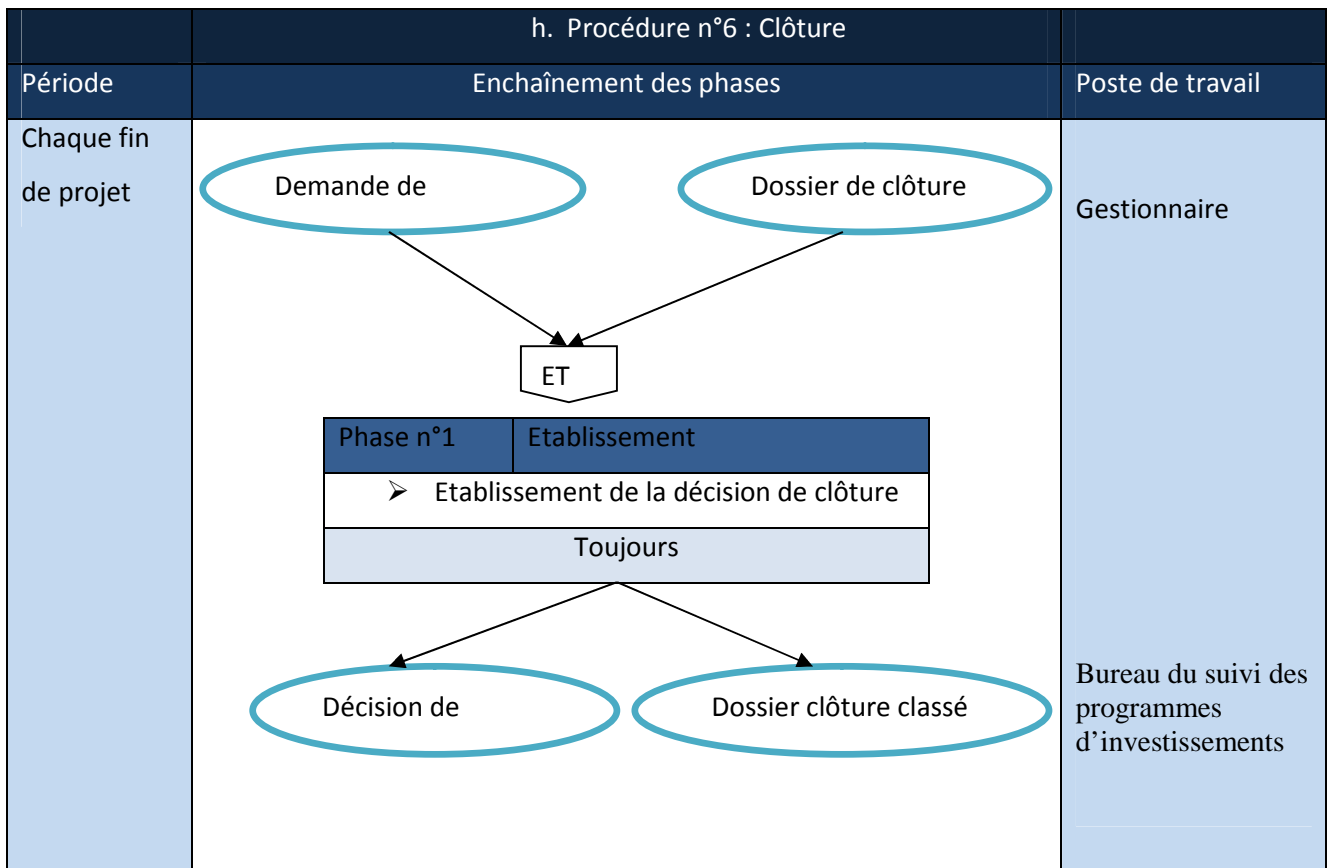 h. Procédure n°6 : Clôture
Période
Enchaînement des phases
Poste de travail
Chaque fin
de projet
Demande de
Dossier de clôture
Gestionnaire
ET
Phase n°1
Etablissement
➢ Etablissement de la décision de clôture
Toujours
Décision de
Dossier clôture classé
Bureau du suivi des
programmes
d’investissements